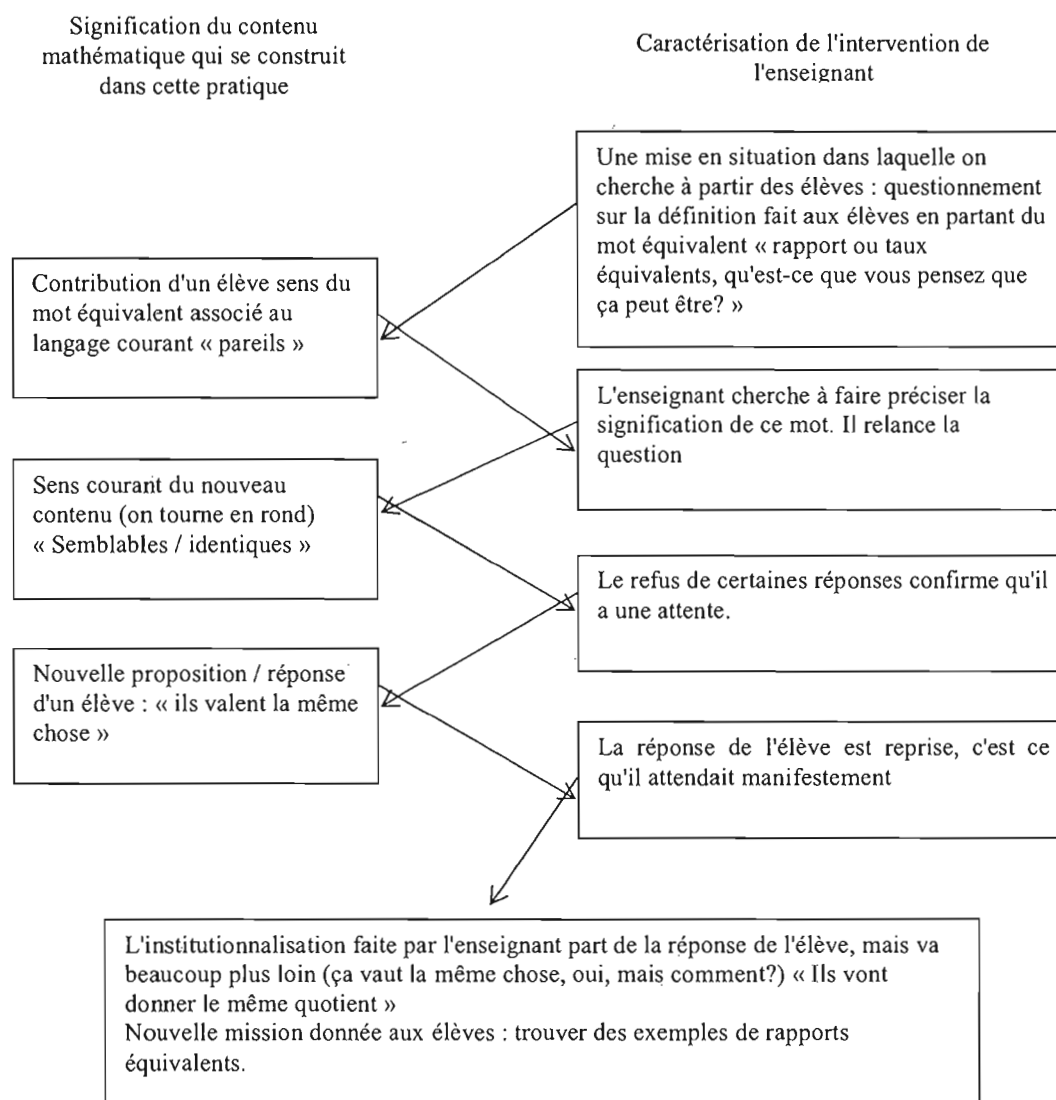 Signification du contenu
mathématique qui se construit
dans cette pratique
Caractérisation de l'intervention de
l'enseignant
Une mise en situation dans laquelle on
cherche à partir des élèves : questionnement
sur la définition fait aux élèves en partant du
mot équivalent « rapport ou taux
équivalents, qu'est-ce que vous pensez que
ça peut être? »
Contribution d'un élève sens du
mot équivalent associé au
langage courant « pareils »
L'enseignant cherche à faire préciser la
signification de ce mot. Il relance la
question
Sens courant du nouveau
contenu (on tourne en rond)
« Semblables / identiques »
Le refus de certaines réponses confirme qu'il
a une attente.
Nouvelle proposition / réponse
d'un élève : « ils valent la même
chose »
La réponse de l'élève est reprise, c'est ce
qu'il attendait manifestement
L'institutionnalisation faite par l'enseignant part de la réponse de l'élève, mais va
beaucoup plus loin (ça vaut la même chose, oui, mais comment?) « Ils vont
donner le même quotient »
Nouvelle mission donnée aux élèves : trouver des exemples de rapports
équivalents.